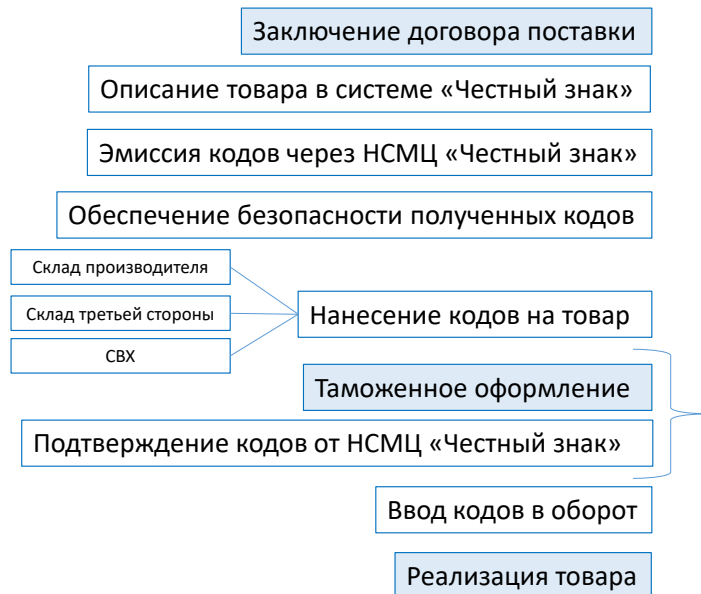 Заключение договора поставки
Описание товара в системе «Честный знак»
Эмиссия кодов через НСМЦ «Честный знак»
Обеспечение безопасности полученных кодов
Склад производителя
Склад третьей стороны
СВХ
Нанесение кодов на товар
Таможенное оформление
Подтверждение кодов от НСМЦ «Честный знак»
Ввод кодов в оборот
Реализация товара